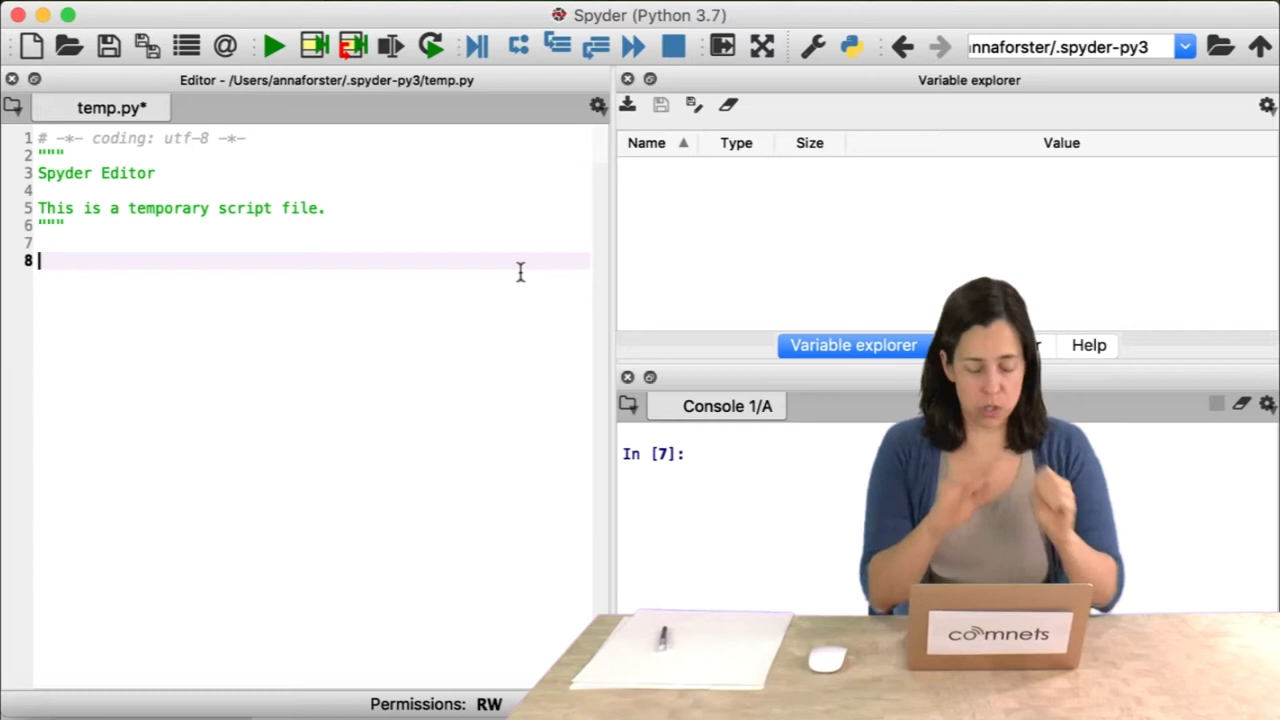 Spyder (Python 3.7)
nnaforster/.spyder-py3
Editor - /Users/annaforster/.spyder-py3/temp.py
temp.py*
1 # -*- coding: utf-8 -*-
2 """
3 Spyder Editor
4
5 This is a temporary script file.
6 """
7
8
Permissions: RW
Variable explorer
Name Type Size Value
Variable explorer r Help
Console 1/A
In [7]:
comnets